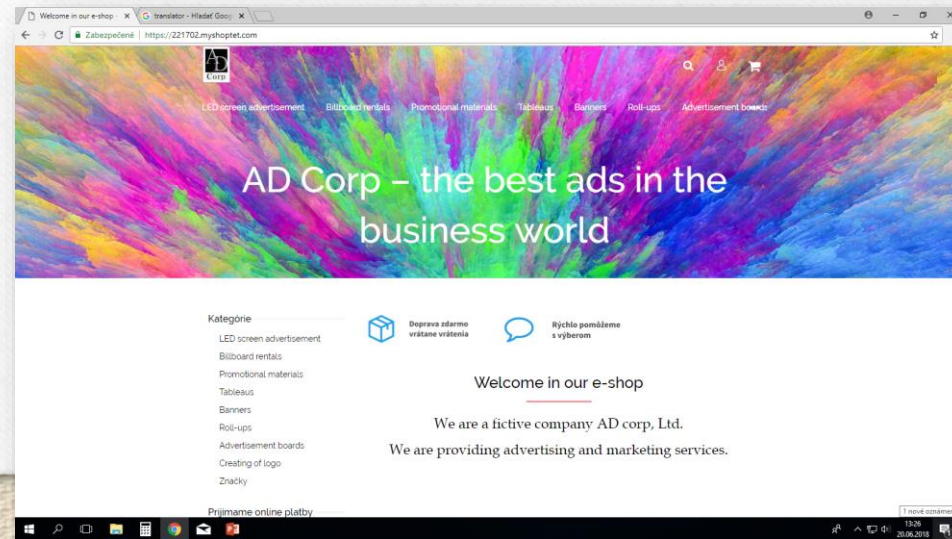 Welcome in our e-shop -
translator - Hľadať Goog
Zabezpečené | https://221702.myshoptet.com
AD
Corp
LED screen advertisement Billboard rentals Promotional materials Tableaus Banners Roll-ups Advertisement boards
AD Corp – the best ads in the
business world
Kategórie
LED screen advertisement
Billboard rentals
Promotional materials
Tableaus
Banners
Roll-ups
Advertisement boards
Creating of logo
Značky
Prijímame online platby
Doprava zdarmo
vrátane vrátenia
Rýchlo pomôžeme
s výberom
Welcome in our e-shop
We are a fictive company AD corp, Ltd.
We are providing advertising and marketing services.
1 nové oznámen
13:26
20.06.2018